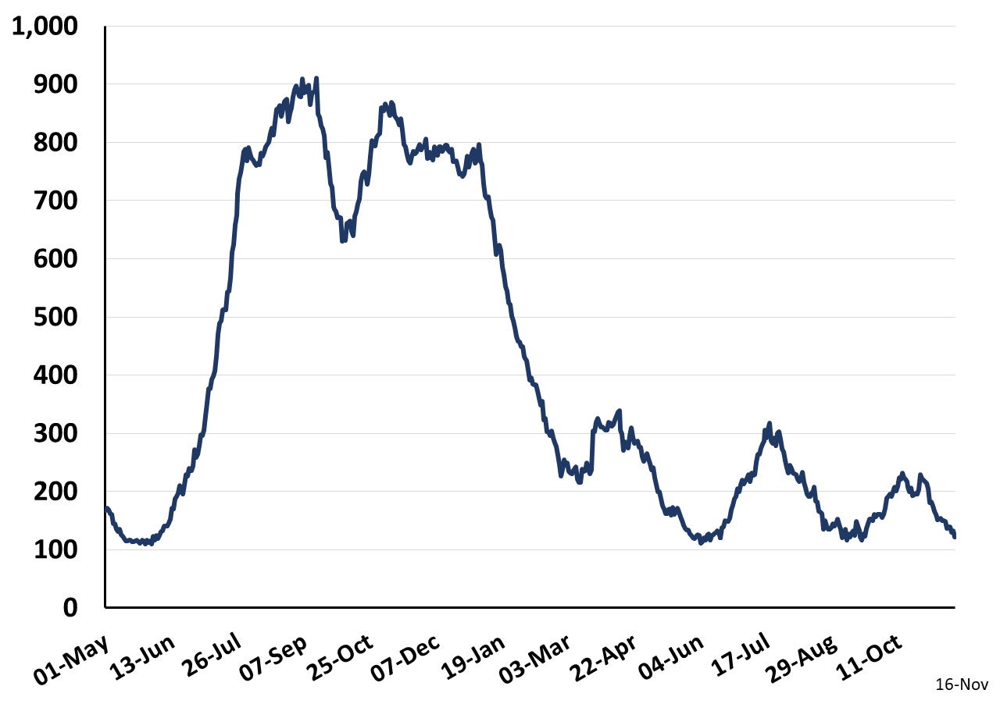 1,000
900
800
700
600
500
400
300
200
100
0
01-May
13-Jun
26-Jul
07-Sep
25-Oct
07-Dec
19-Jan
03-Mar
22-Apr
04-Jun
17-Jul
29-Aug
11-Oct
16-Nov